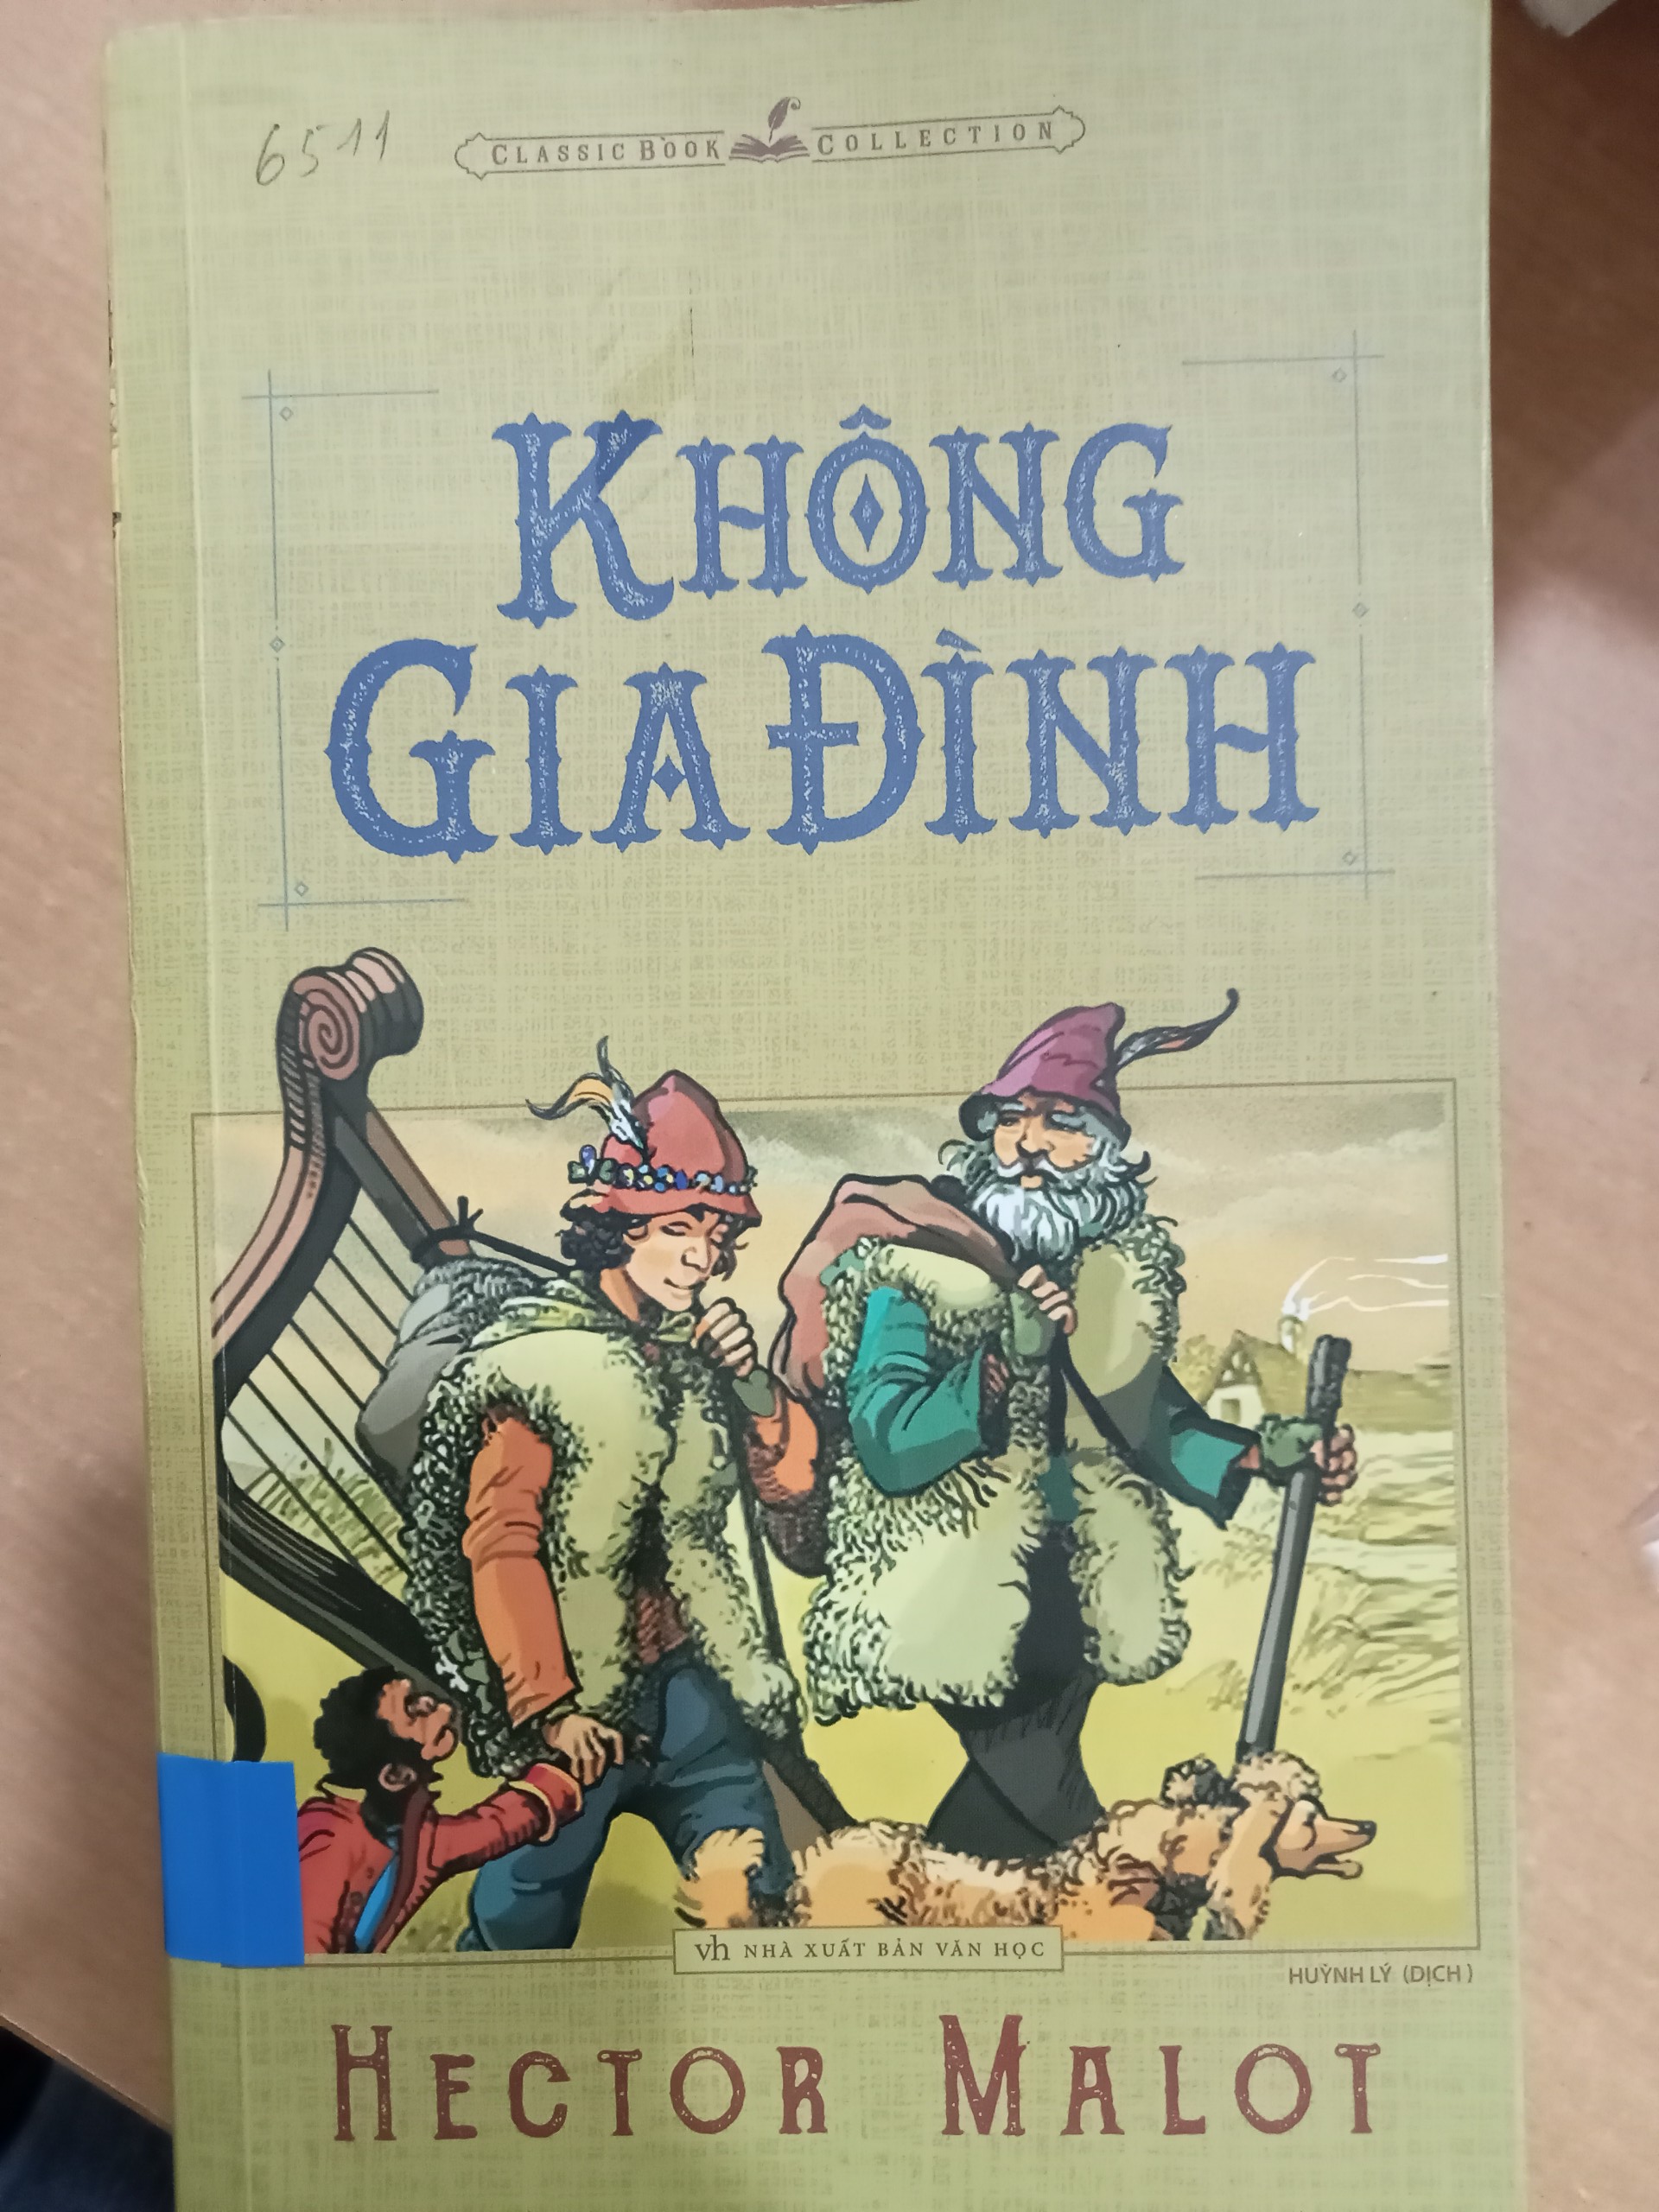 6511
CLASSIC BOOK COLLECTION
KHÔNG
GIA ĐÌNH
vh NHÀ XUẤT BẢN VĂN HỌC
HUỲNH LÝ (DỊCH)
HECTOR MALOT